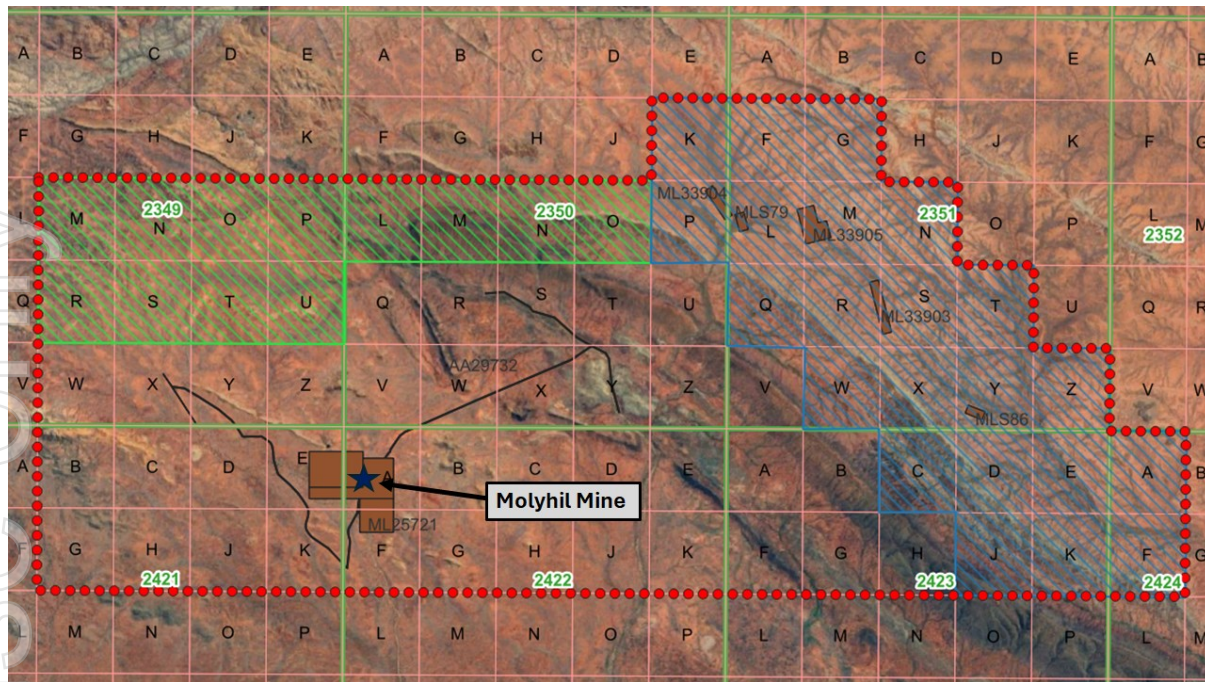 A B C D E A B C D E A B C D E A B
F G H J K F G H J K F G H J K F G
ML33904
2349 2350 MLS79 2351
L M N O P L M N O P L M N O P L M
ML33905 2352
Q R S T U Q R S T U Q R S T U Q R
ML33903
AA29732
V W X Y Z V W X Y Z V W X Y Z V W
MLS86
A B C D E A B C D E A B C D E A B
Molyhil Mine
ML25721
F G H J K F G H J K F G H J K F G
2421 2422 2423 2424
L M N O P L M N O P L M N O P L M